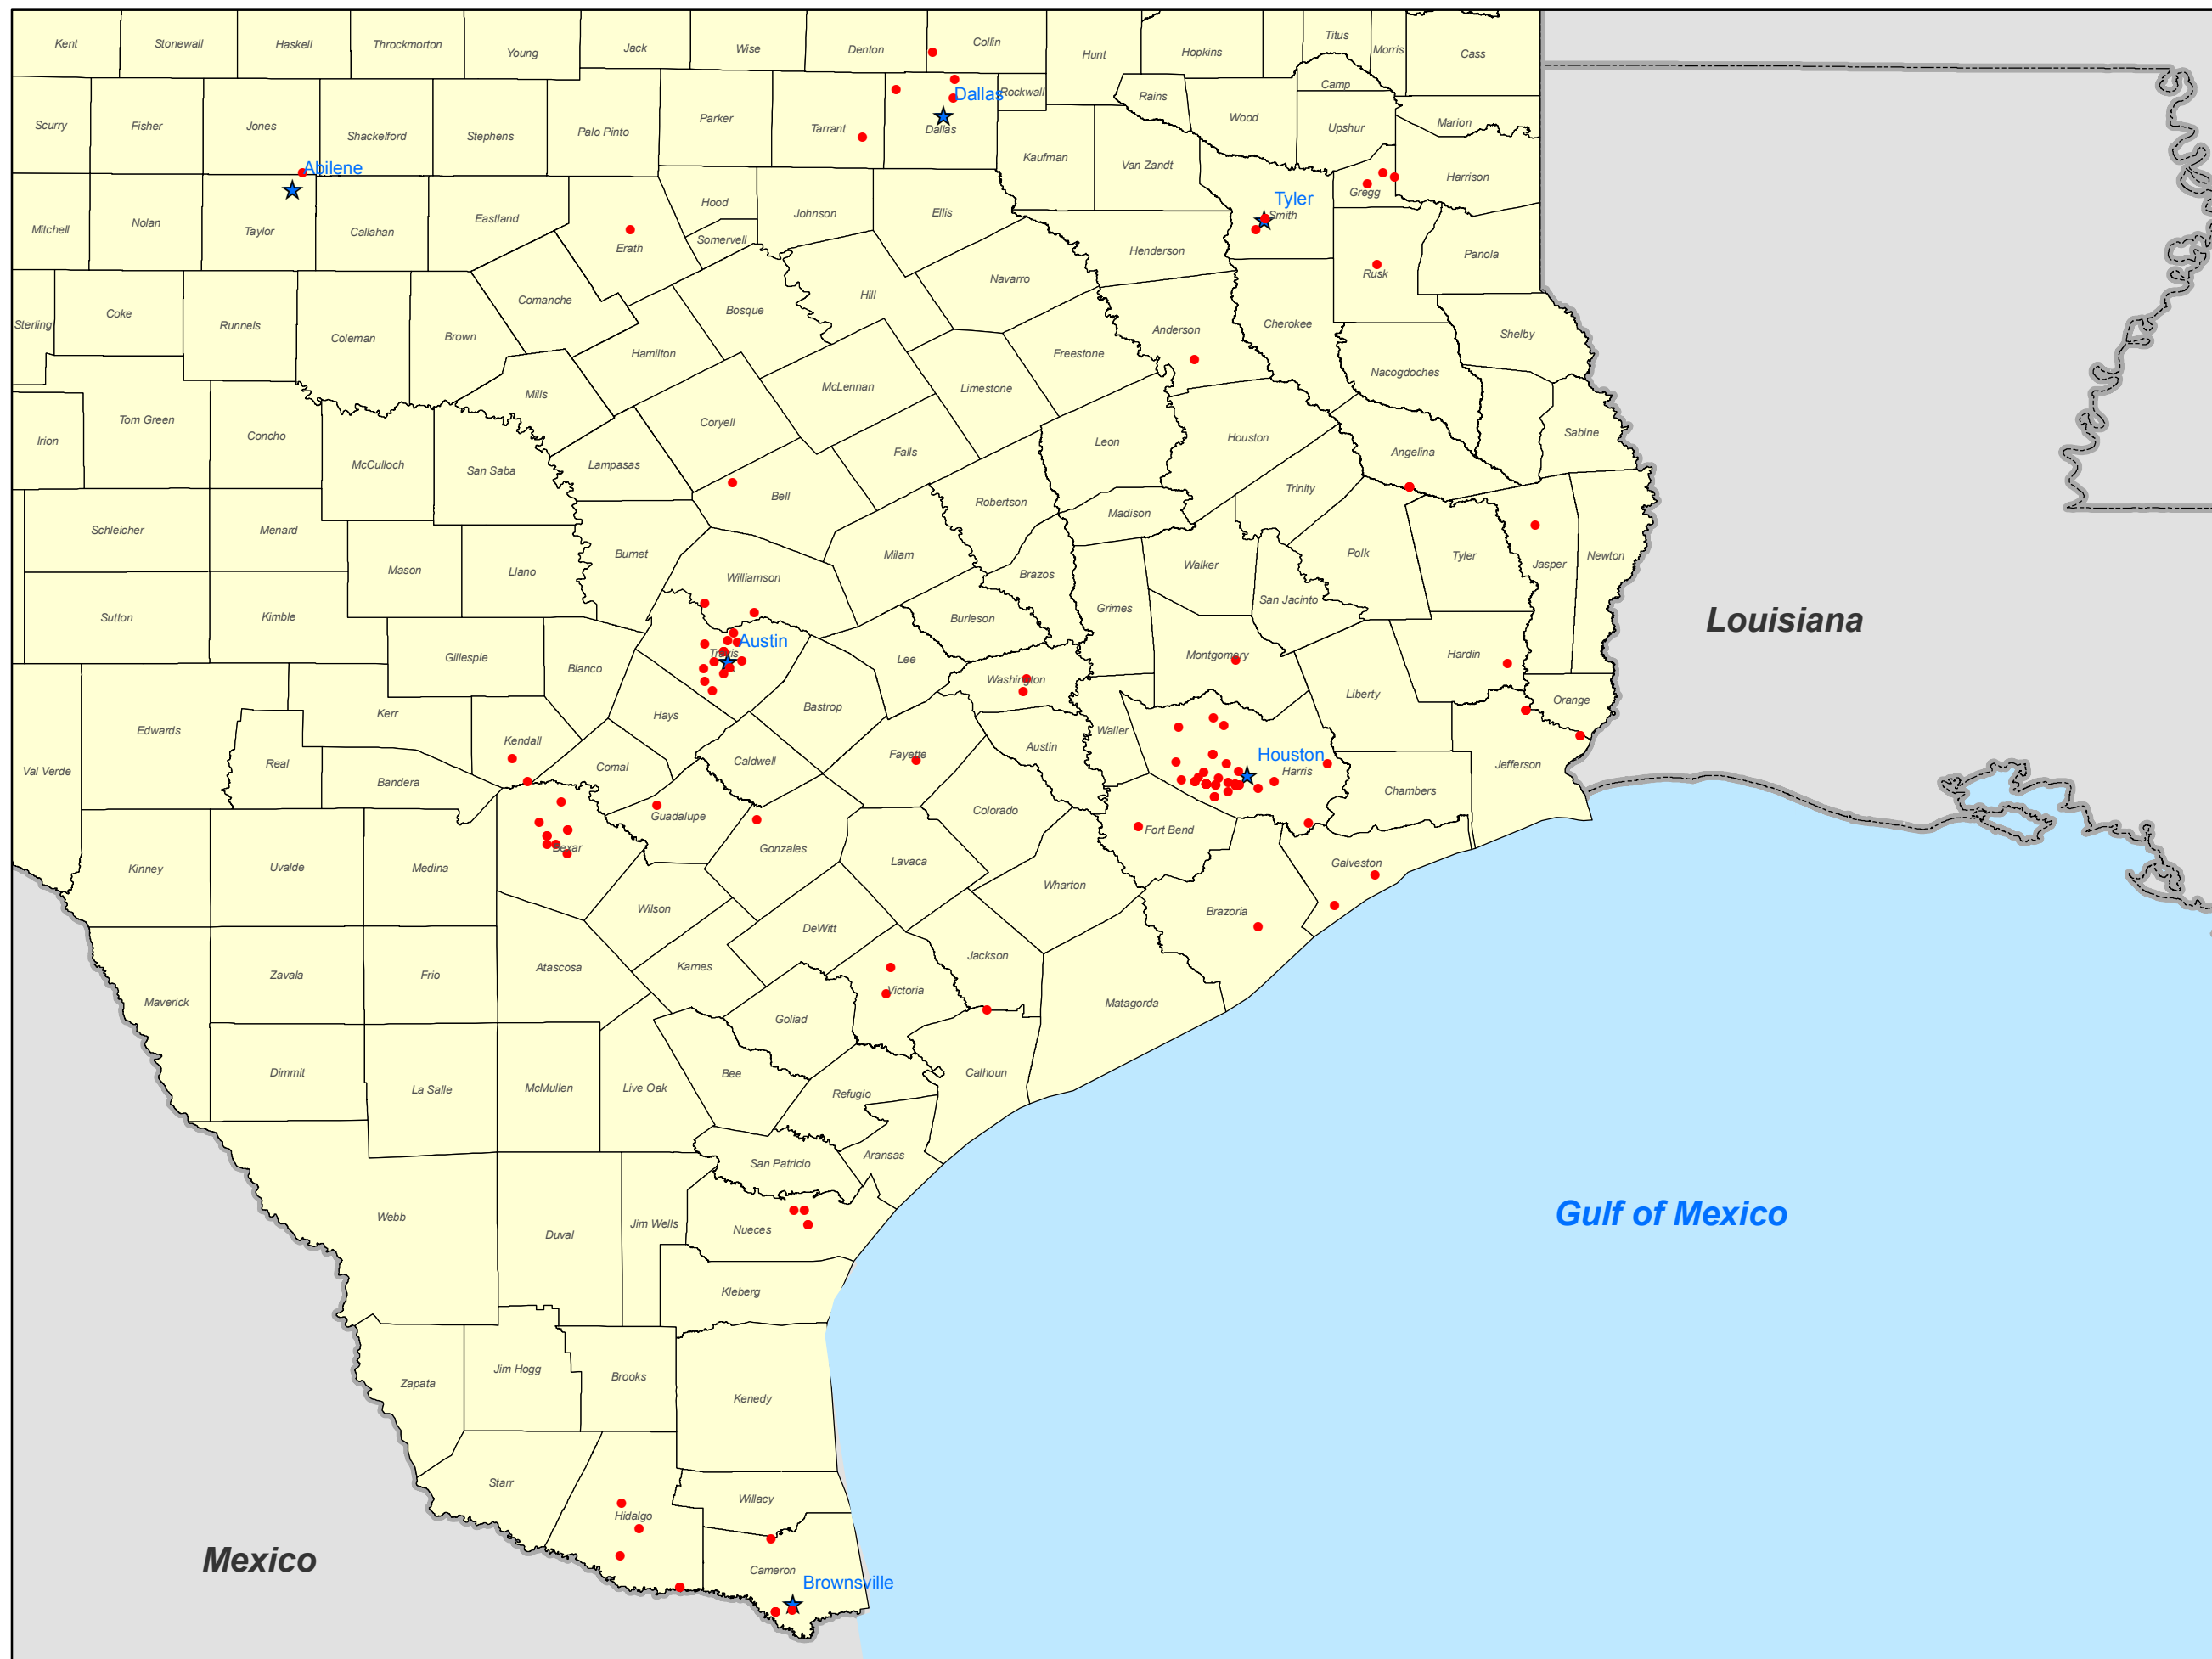 Kent
Stonewall
Haskell
Throckmorton
Young
Jack
Wise
Denton
Collin
Hunt
Hopkins
Titus
Morris
Cass
Camp
Rains
Wood
Upshur
Marion
Scurry
Fisher
Jones
Shackelford
Stephens
Palo Pinto
Parker
Tarrant
Dallas
Dallas
Rockwall
Kaufman
Van Zandt
Harrison
Gregg
Abilene
Tyler
Smith
Mitchell
Nolan
Taylor
Callahan
Eastland
Erath
Hood
Somervell
Johnson
Ellis
Henderson
Rusk
Panola
Sterling
Coke
Runnels
Coleman
Brown
Comanche
Hamilton
Bosque
Hill
Navarro
Freestone
Anderson
Cherokee
Nacogdoches
Shelby
Irion
Tom Green
Concho
McCulloch
San Saba
Mills
Lampasas
Coryell
McLennan
Limestone
Falls
Leon
Houston
Angelina
Sabine
Schleicher
Menard
Mason
Llano
Burnet
Bell
Williamson
Milam
Robertson
Brazos
Madison
Grimes
Walker
Trinity
Polk
San Jacinto
Tyler
Jasper
Newton
Sutton
Kimble
Gillespie
Blanco
Travis
Austin
Lee
Burleson
Washington
Montgomery
Liberty
Hardin
Orange
Louisiana
Val Verde
Edwards
Real
Kerr
Bandera
Kendall
Comal
Hays
Caldwell
Bastrop
Fayette
Austin
Waller
Houston
Harris
Chambers
Jefferson
Kinney
Uvalde
Medina
Bexar
Guadalupe
Gonzales
Lavaca
Colorado
Wharton
Fort Bend
Brazoria
Galveston
Maverick
Zavala
Frio
Atascosa
Wilson
Karnes
DeWitt
Victoria
Jackson
Matagorda
Dimmit
La Salle
McMullen
Live Oak
Bee
Goliad
Refugio
Calhoun
Aransas
San Patricio
Webb
Duval
Jim Wells
Nueces
Kleberg
Gulf of Mexico
Zapata
Jim Hogg
Brooks
Kenedy
Starr
Hidalgo
Willacy
Cameron
Brownsville
Mexico